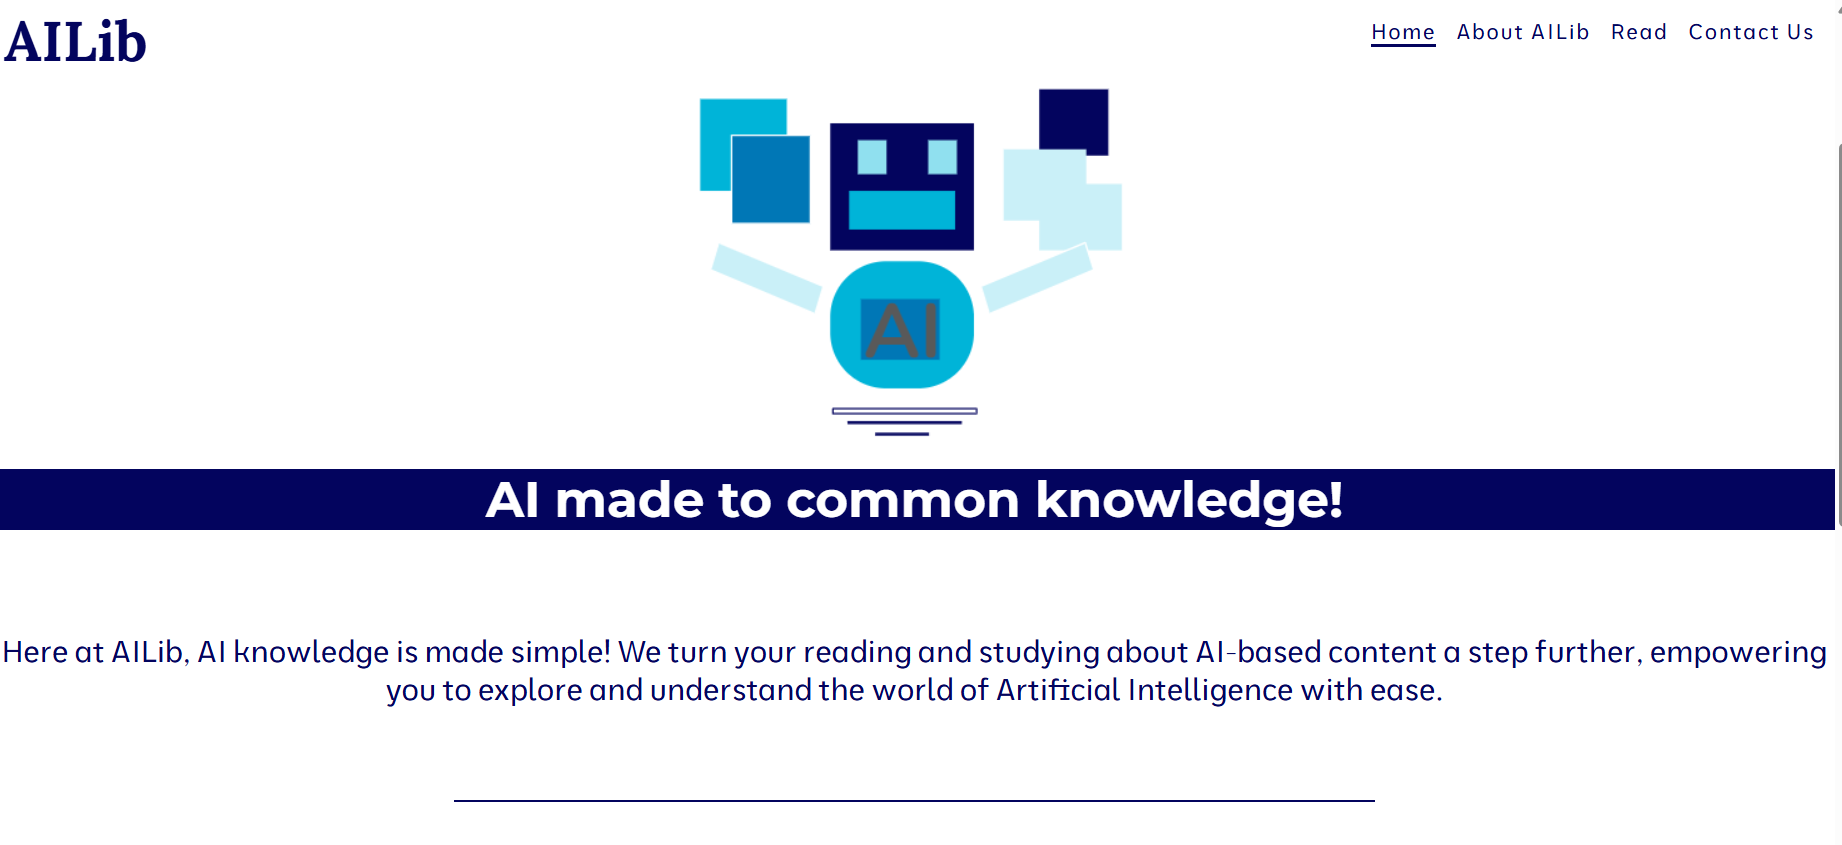 AILib
Home About AILib Read Contact Us
AI
AI made to common knowledge!
Here at AILib, AI knowledge is made simple! We turn your reading and studying about AI-based content a step further, empowering
you to explore and understand the world of Artificial Intelligence with ease.